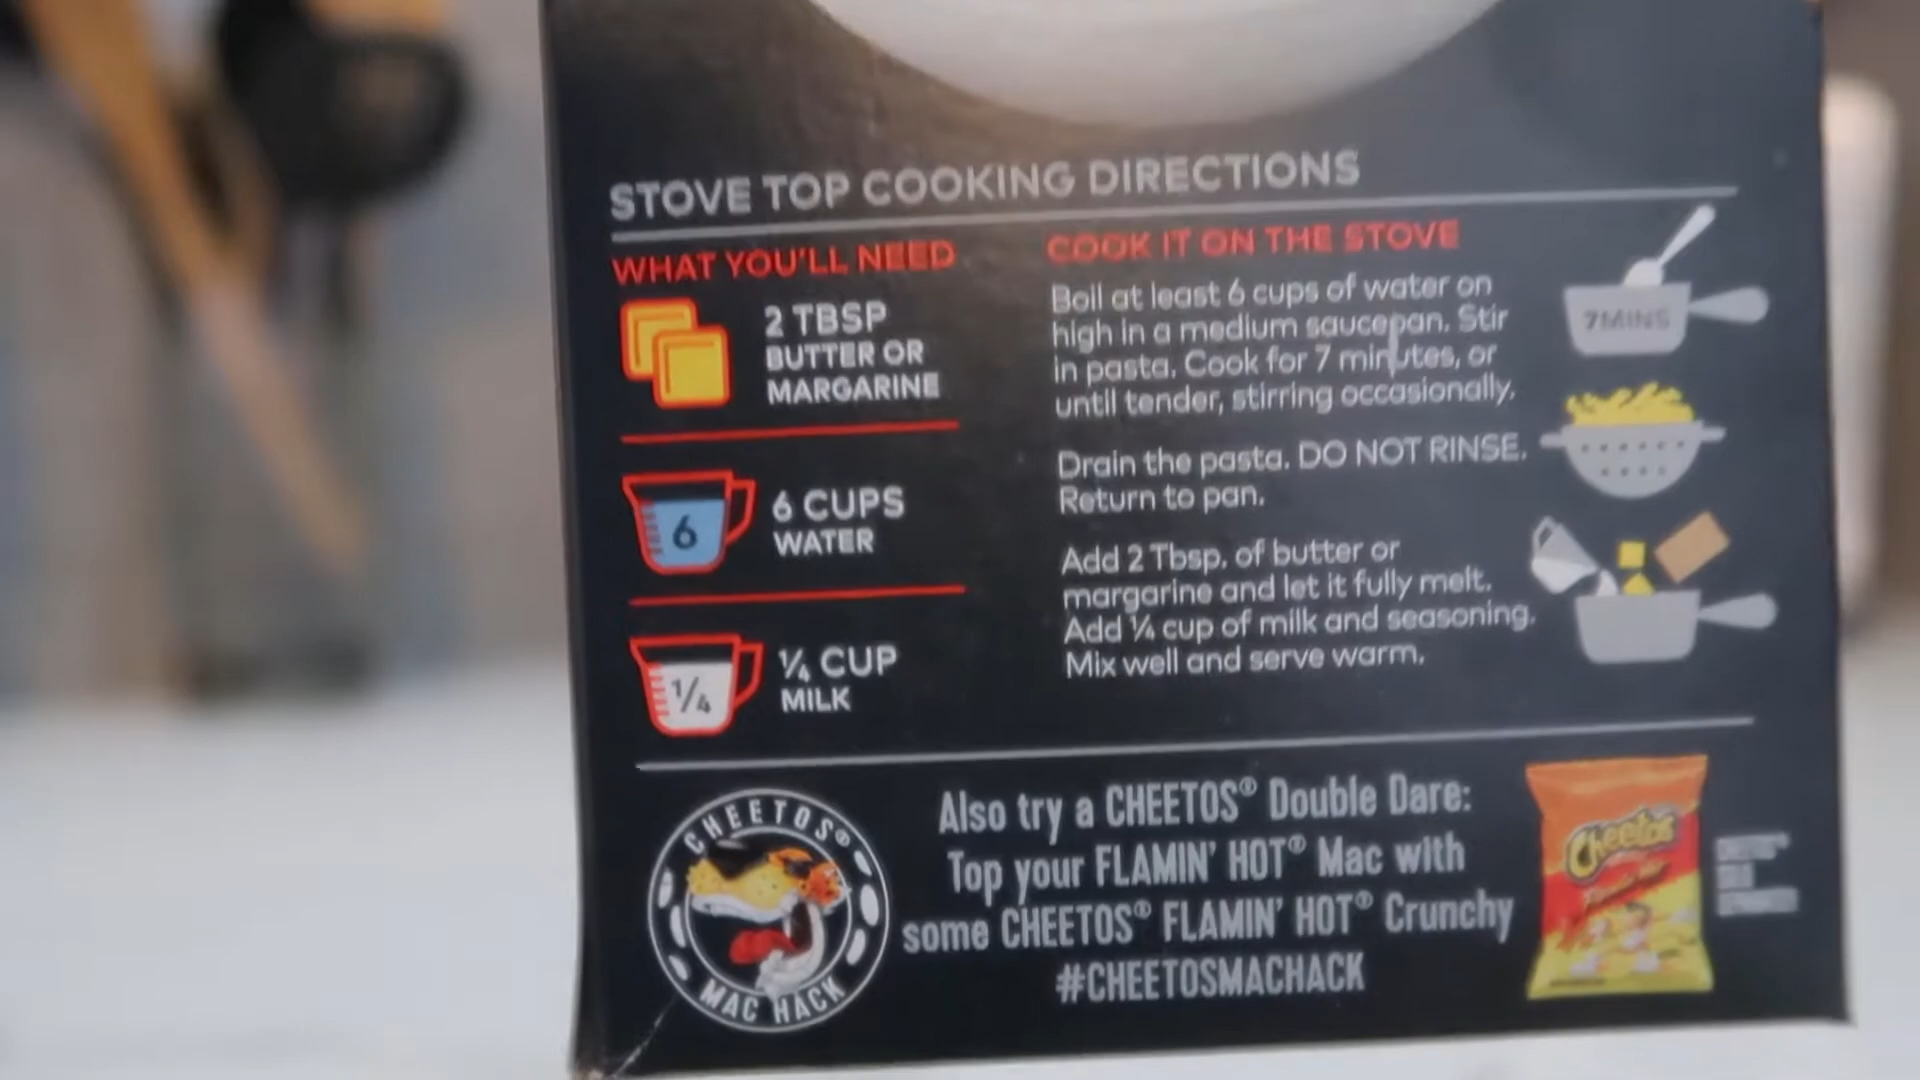 STOVE TOP COOKING DIRECTIONS
WHAT YOU'LL NEED
2 TBSP
BUTTER OR
MARGARINE
6
6 CUPS
WATER
1/4
¼ CUP
MILK
COOK IT ON THE STOVE
Boil at least 6 cups of water on
high in a medium saucepan. Stir
in pasta. Cook for 7 minutes, or
until tender, stirring occasionally.
7 MINS
Drain the pasta. DO NOT RINSE.
Return to pan.
Add 2 Tbsp. of butter or
margarine and let it fully melt.
Add ¼ cup of milk and seasoning.
Mix well and serve warm.
CHEETOS®
MAC HACK
Also try a CHEETOS® Double Dare:
Top your FLAMIN' HOT® Mac with
some CHEETOS® FLAMIN' HOT® Crunchy
#CHEETOSMACHACK
Cheetos